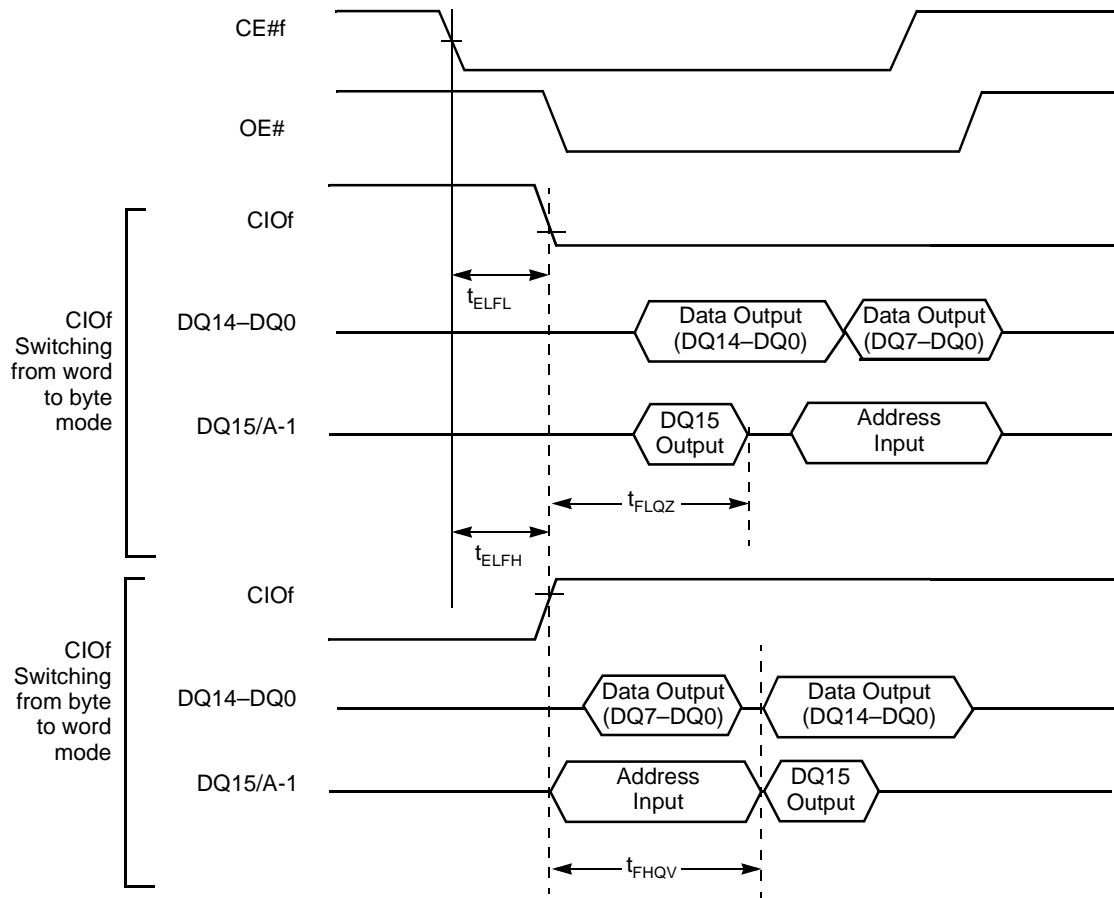 CE#f
OE#
CIOf
CIOf
Switching
from word
to byte
mode
tELFL
DQ14–DQ0
Data Output
(DQ14–DQ0)
Data Output
(DQ7–DQ0)
DQ15/A-1
DQ15
Output
Address
Input
tFLQZ
tELFH
CIOf
CIOf
Switching
from byte
to word
mode
DQ14–DQ0
Data Output
(DQ7–DQ0)
Data Output
(DQ14–DQ0)
DQ15/A-1
Address
Input
DQ15
Output
tFHQV